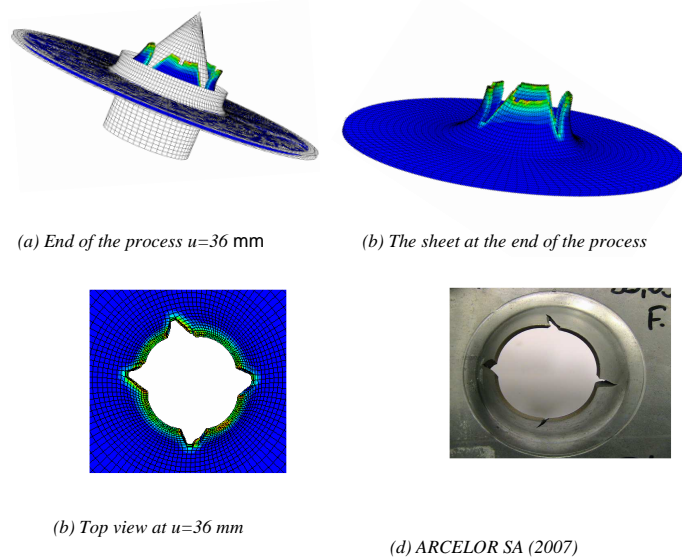 (a) End of the process u=36 mm
(b) The sheet at the end of the process
F.
(b) Top view at u=36 mm
(d) ARCELOR SA (2007)